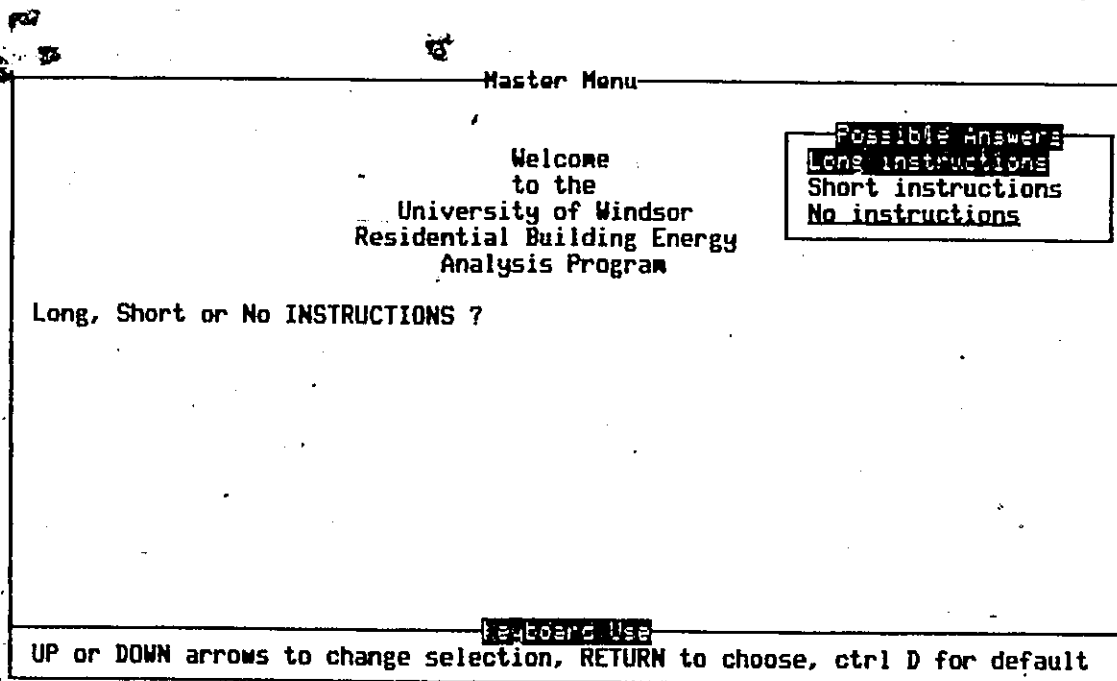 Master Menu
Welcome
to the
University of Windsor
Residential Building Energy
Analysis Program
Possible Answers
Long instructions
Short instructions
No instructions
Long, Short or No INSTRUCTIONS ?
Keyboard Use
UP or DOWN arrows to change selection, RETURN to choose, ctrl D for default